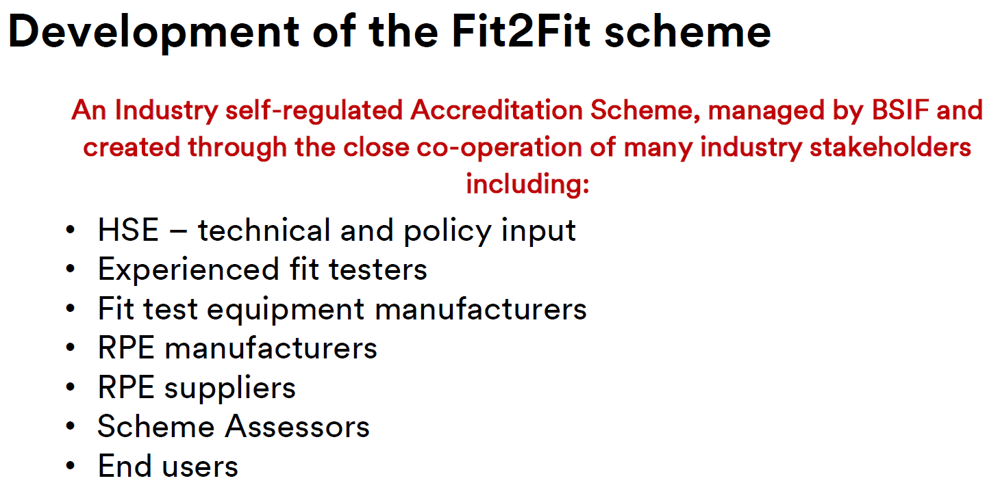 Development of the Fit2Fit scheme
An Industry self-regulated Accreditation Scheme, managed by BSIF and
created through the close co-operation of many industry stakeholders
including:
• HSE – technical and policy input
• Experienced fit testers
• Fit test equipment manufacturers
• RPE manufacturers
• RPE suppliers
• Scheme Assessors
• End users